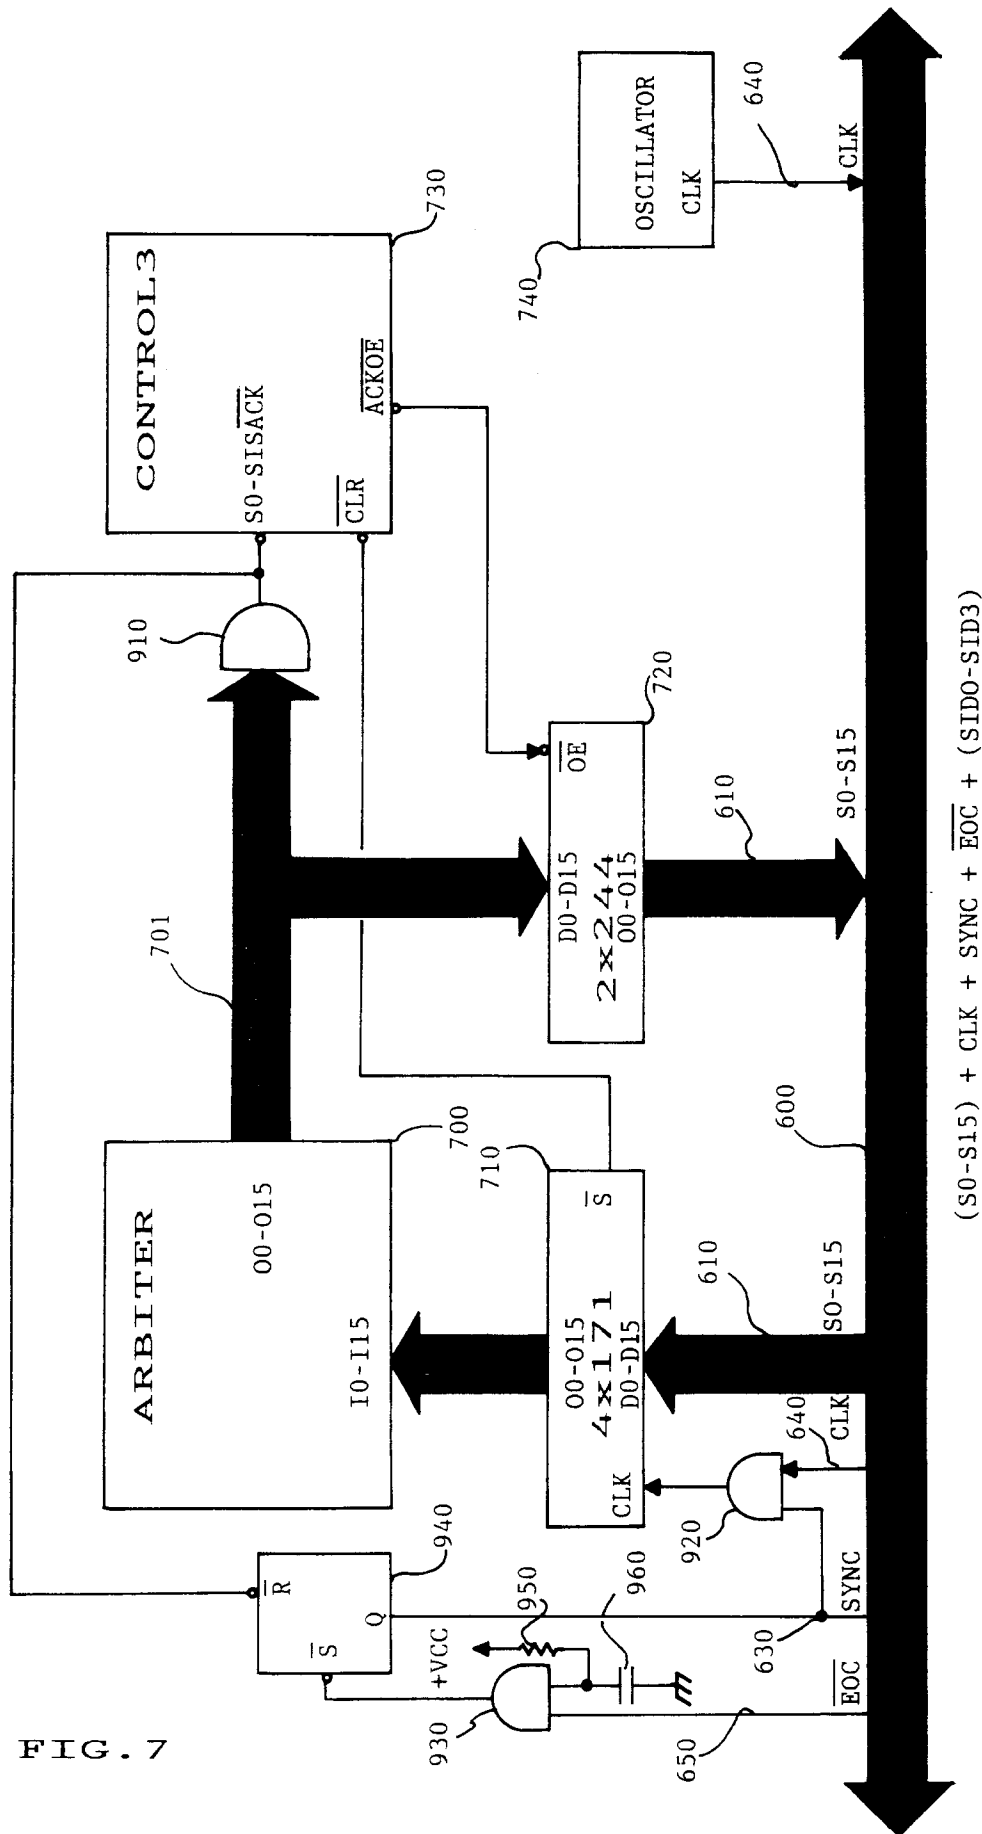 FIG.7
ARBITER
O0-O15
I0-I15
700
701
910
CONTROL3
S0-SISACK
CLR
ACKOE
730
940
R
S
Q
+VCC
950
960
930
EOC
650
SYNC
630
920
CLK
640
710
O0-O15
4x171
D0-D15
CLK
S
610
S0-S15
600
720
D0-D15
2x244
O0-O15
OE
610
S0-S15
740
OSCILLATOR
CLK
640
CLK
(S0-S15) + CLK + SYNC + EOC + (SID0-SID3)